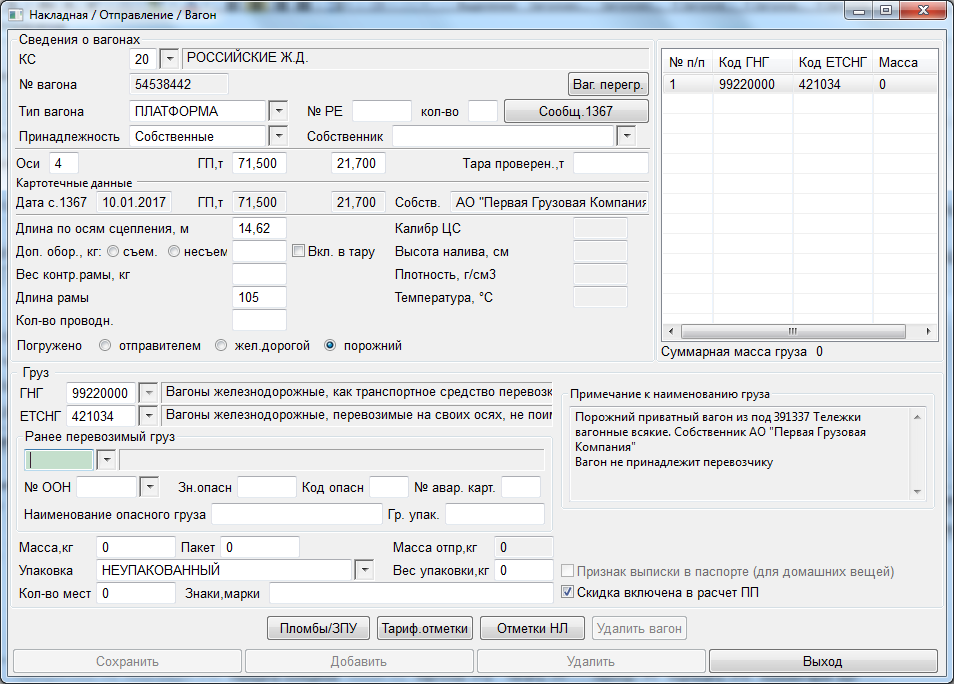 Накладная / Отправление / Вагон
Сведения о вагонах
КС 20 РОССИЙСКИЕ Ж.Д.
№ вагона 54538442 Ваг. перегр.
Тип вагона ПЛАТФОРМА № РЕ кол-во Сообщ.1367
Принадлежность Собственные Собственник
Оси 4 ГП,т 71,500 21,700 Тара проверен.,т
Картотечные данные
Дата с.1367 10.01.2017 ГП,т 71,500 21,700 Собств. АО "Первая Грузовая Компания
Длина по осям сцепления, м 14,62 Калибр ЦС
Доп. обор., кг: съем. несъем Вкл. в тару Высота налива, см
Вес контр.рамы, кг Плотность, г/см3
Длина рамы 105 Температура, °С
Кол-во проводн.
Погружено отправителем жел.дорогой порожний
№ п/п Код ГНГ Код ЕТСНГ Масса
1 99220000 421034 0
Суммарная масса груза 0
Груз
ГНГ 99220000 Вагоны железнодорожные, как транспортное средство перевозк
ЕТСНГ 421034 Вагоны железнодорожные, перевозимые на своих осях, не поим
Ранее перевозимый груз
№ ООН Зн.опасн Код опасн № авар. карт.
Наименование опасного груза Гр. упак.
Примечание к наименованию груза
Порожний приватный вагон из под 391337 Тележки
вагонные всякие. Собственник АО "Первая Грузовая
Компания"
Вагон не принадлежит перевозчику
Масса,кг 0 Пакет 0 Масса отпр,кг 0
Упаковка НЕУПАКОВАННЫЙ Вес упаковки,кг 0
Кол-во мест 0 Знаки,марки
Признак выписки в паспорте (для домашних вещей)
Скидка включена в расчет ПП
Пломбы/ЗПУ Тариф.отметки Отметки НЛ Удалить вагон
Сохранить Добавить Удалить Выход